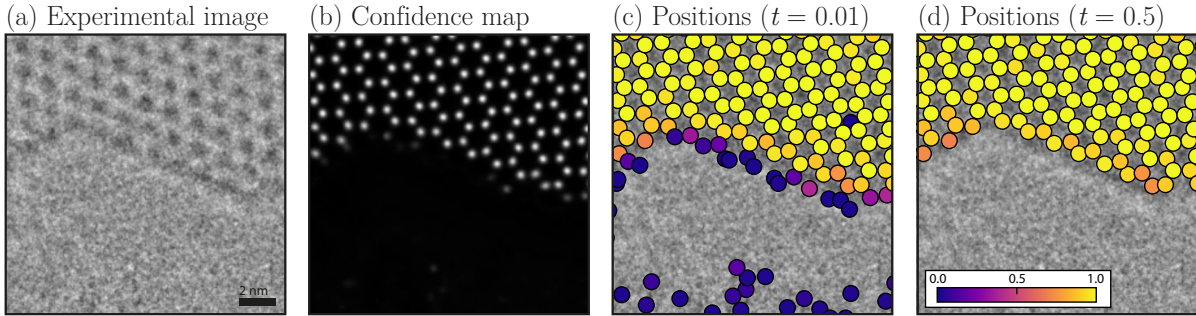 (a) Experimental image
(b) Confidence map
(c) Positions (t = 0.01)
(d) Positions (t = 0.5)
2 nm
0.0 0.5 1.0